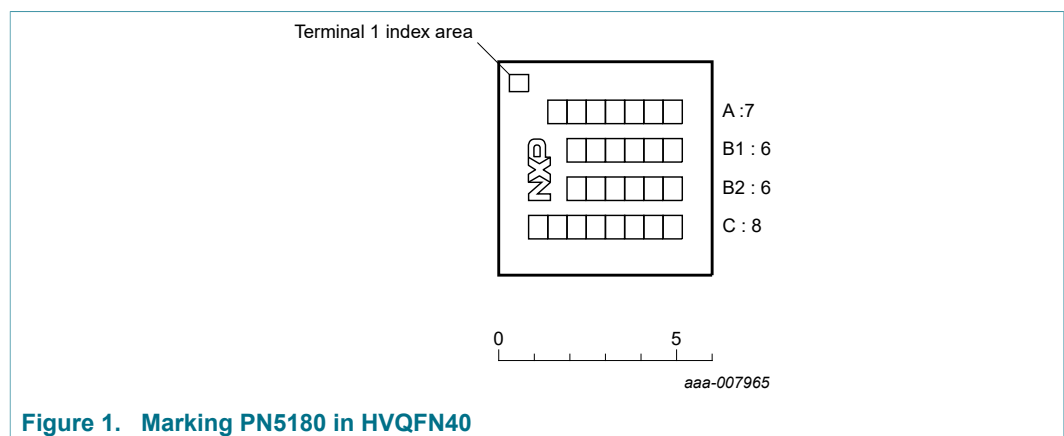 Terminal 1 index area
A :7
B1 : 6
NXP
B2 : 6
C : 8
0 5
aaa-007965
Figure 1. Marking PN5180 in HVQFN40